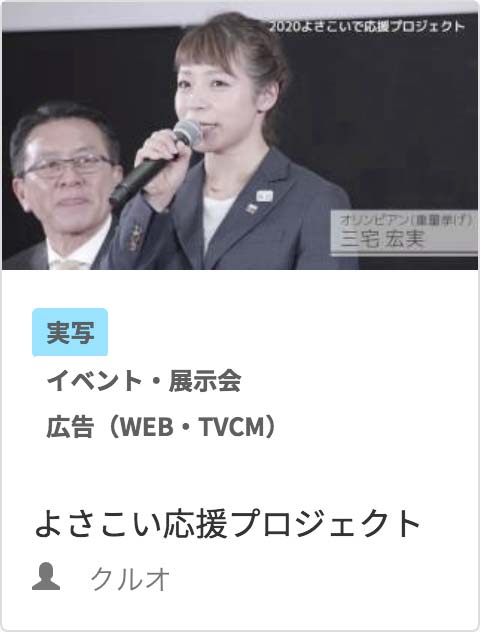 2020よさこいで応援プロジェクト
オリンピアン(重量挙げ)
三宅 宏実
実写
イベント・展示会
広告（WEB・TVCM）
よさこい応援プロジェクト
クルオ